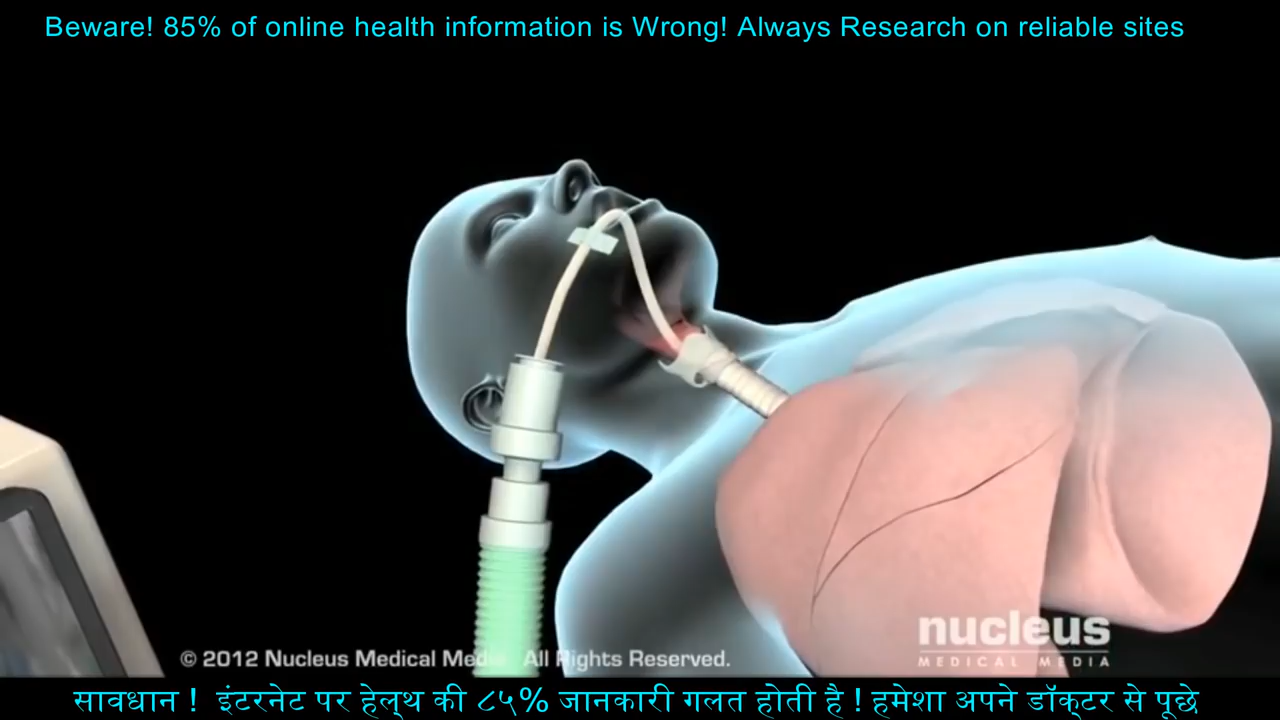 Beware! 85% of online health information is Wrong! Always Research on reliable sites
© 2012 Nucleus Medical Media All Rights Reserved.
nucleus
MEDICAL MEDIA
सावधान ! इंटरनेट पर हेल्थ की ८५% जानकारी गलत होती है ! हमेशा अपने डॉक्टर से पूछे